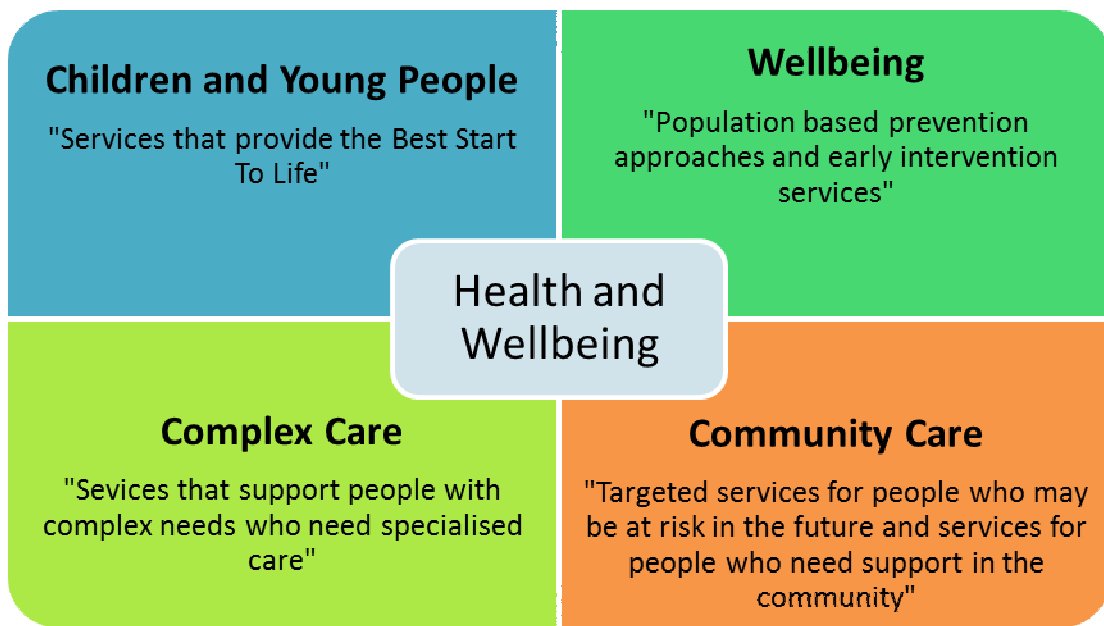 Children and Young People
"Services that provide the Best Start
To Life"
Wellbeing
"Population based prevention
approaches and early intervention
services"
Health and
Wellbeing
Complex Care
"Sevices that support people with
complex needs who need specialised
care"
Community Care
"Targeted services for people who may
be at risk in the future and services for
people who need support in the
community"